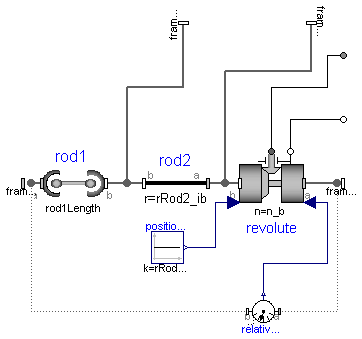 fram...
fram...
rod1
rod2
b
a
b
a
fram...
a
b
rod1Length
r=rRod2_ib
n=n_b
revolute
fram...
positio...
k=rRod...
b
a
relativ...